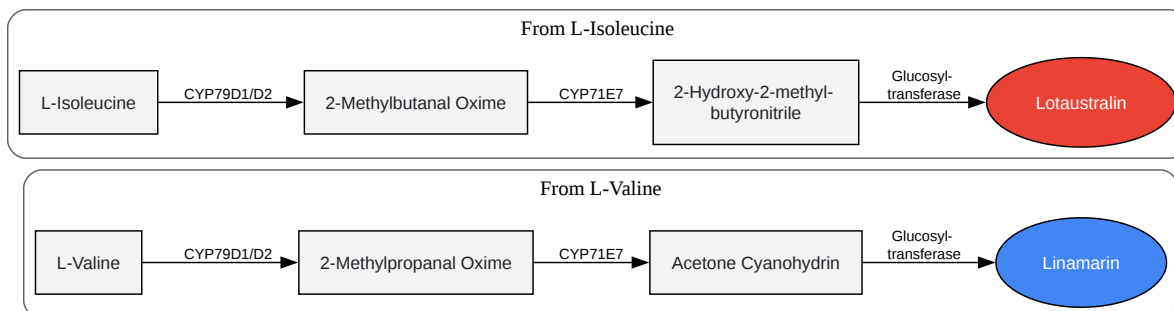 From L-Isoleucine
L-Isoleucine
CYP79D1/D2
2-Methylbutanal Oxime
CYP71E7
2-Hydroxy-2-methyl-
butyronitrile
Glucosyl-
transferase
Lotaustralin
From L-Valine
L-Valine
CYP79D1/D2
2-Methylpropanal Oxime
CYP71E7
Acetone Cyanohydrin
Glucosyl-
transferase
Linamarin